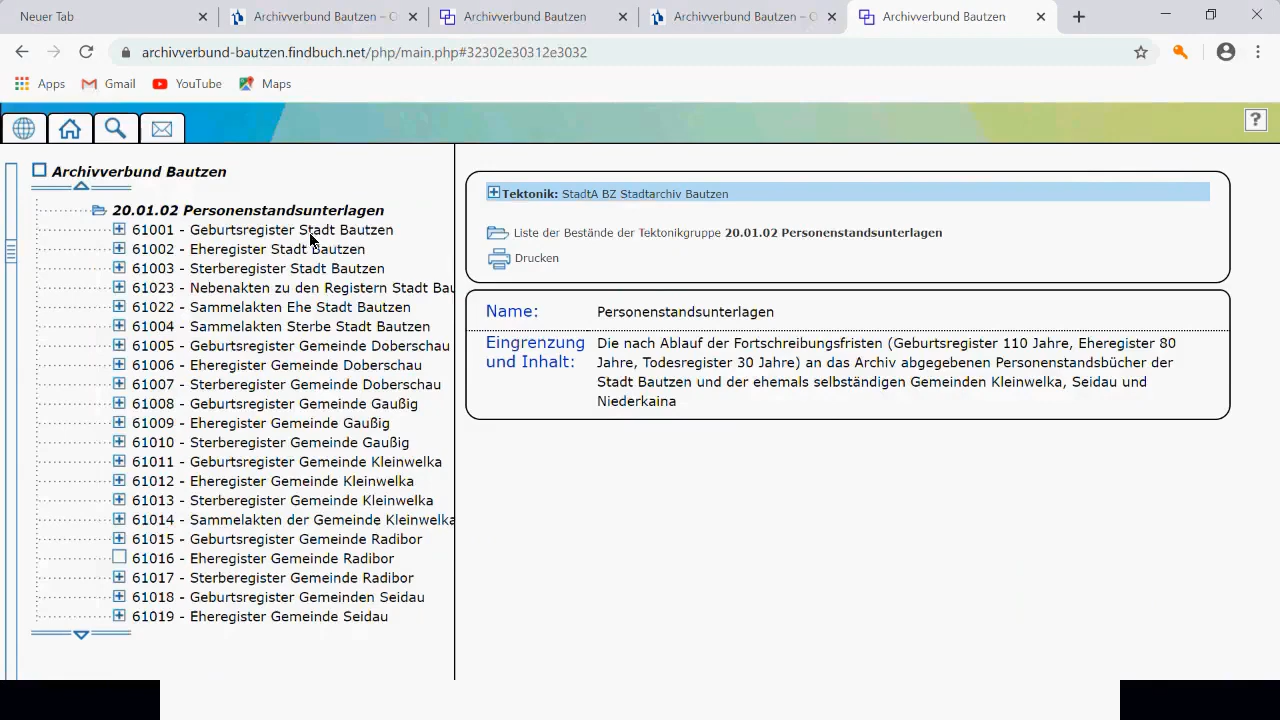 Neuer Tab
Archivverbund Bautzen – O
Archivverbund Bautzen
Archivverbund Bautzen – O
Archivverbund Bautzen
archivverbund-bautzen.findbuch.net/php/main.php#32302e30312e3032
Apps
Gmail
YouTube
Maps
?
Archivverbund Bautzen
20.01.02 Personenstandsunterlagen
61001 - Geburtsregister Stadt Bautzen
61002 - Eheregister Stadt Bautzen
61003 - Sterberegister Stadt Bautzen
61023 - Nebenakten zu den Registern Stadt Bau
61022 - Sammelakten Ehe Stadt Bautzen
61004 - Sammelakten Sterbe Stadt Bautzen
61005 - Geburtsregister Gemeinde Doberschau
61006 - Eheregister Gemeinde Doberschau
61007 - Sterberegister Gemeinde Doberschau
61008 - Geburtsregister Gemeinde Gaußig
61009 - Eheregister Gemeinde Gaußig
61010 - Sterberegister Gemeinde Gaußig
61011 - Geburtsregister Gemeinde Kleinwelka
61012 - Eheregister Gemeinde Kleinwelka
61013 - Sterberegister Gemeinde Kleinwelka
61014 - Sammelakten der Gemeinde Kleinwelka
61015 - Geburtsregister Gemeinde Radibor
61016 - Eheregister Gemeinde Radibor
61017 - Sterberegister Gemeinde Radibor
61018 - Geburtsregister Gemeinden Seidau
61019 - Eheregister Gemeinde Seidau
Tektonik: StadtA BZ Stadtarchiv Bautzen
Liste der Bestände der Tektonikgruppe 20.01.02 Personenstandsunterlagen
Drucken
Name: Personenstandsunterlagen
Eingrenzung und Inhalt: Die nach Ablauf der Fortschreibungsfristen (Geburtsregister 110 Jahre, Eheregister 80
Jahre, Todesregister 30 Jahre) an das Archiv abgegebenen Personenstandsbücher der
Stadt Bautzen und der ehemals selbständigen Gemeinden Kleinwelka, Seidau und
Niederkaina